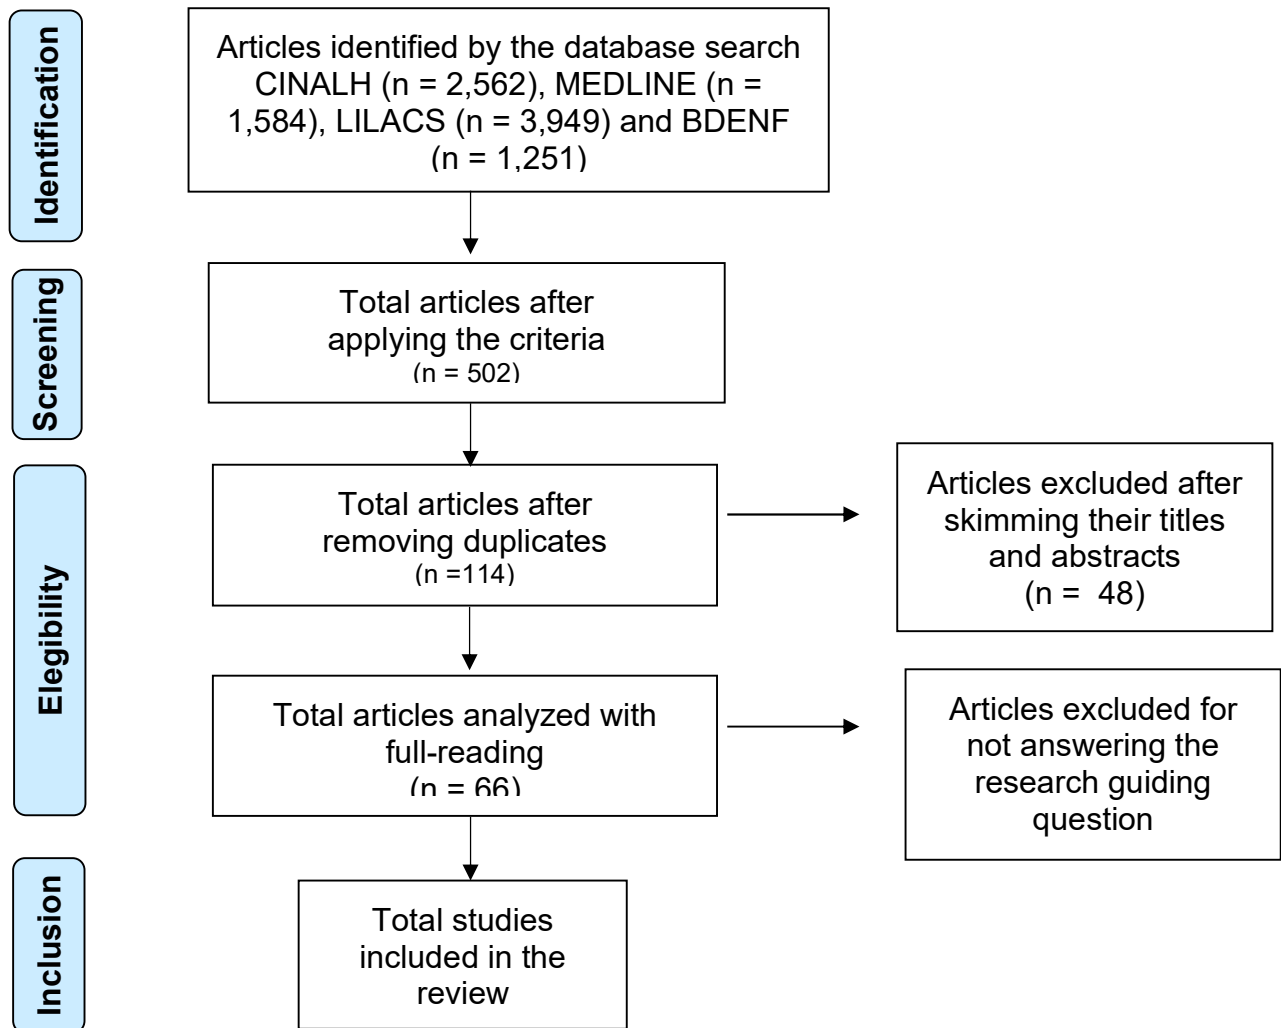 Identification
Articles identified by the database search
CINALH (n = 2,562), MEDLINE (n =
1,584), LILACS (n = 3,949) and BDENF
(n = 1,251)
Screening
Total articles after
applying the criteria
(n = 502)
Elegibility
Total articles after
removing duplicates
(n =114)
Articles excluded after
skimming their titles
and abstracts
(n =  48)
Total articles analyzed with
full-reading
(n = 66)
Articles excluded for
not answering the
research guiding
question
Inclusion
Total studies
included in the
review